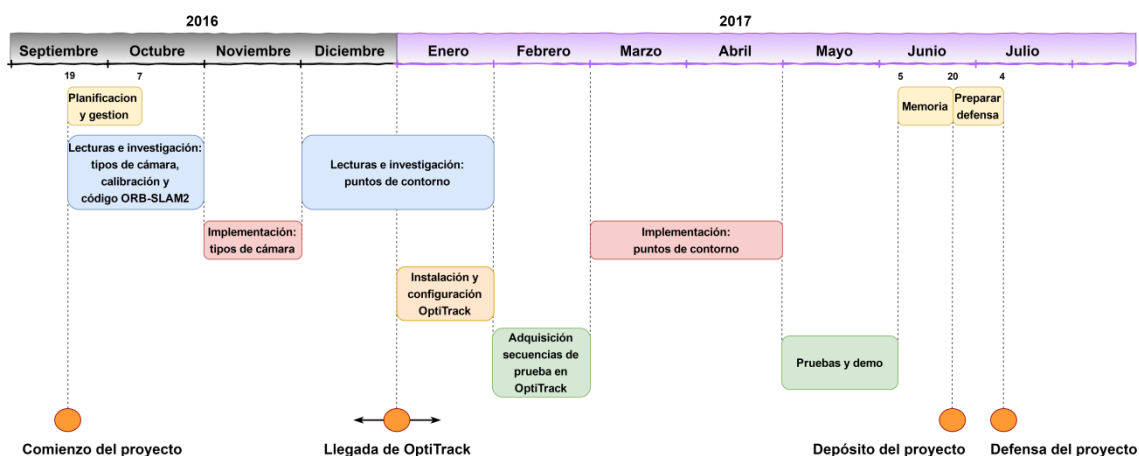 2016
2017
Septiembre
Octubre
Noviembre
Diciembre
Enero
Febrero
Marzo
Abril
Mayo
Junio
Julio
19
7
5
20
4
Planificacion
y gestion
Memoria
Preparar
defensa
Lecturas e investigación:
tipos de cámara,
calibración y
código ORB-SLAM2
Lecturas e investigación:
puntos de contorno
Implementación:
tipos de cámara
Implementación:
puntos de contorno
Instalación y
configuración
OptiTrack
Adquisición
secuencias de
prueba en
OptiTrack
Pruebas y demo
Comienzo del proyecto
Llegada de OptiTrack
Depósito del proyecto
Defensa del proyecto